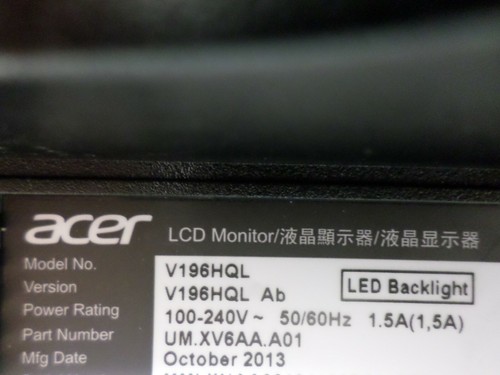 acer LCD Monitor/液晶顯示器/液晶显示器
Model No. V196HQL
Version V196HQL Ab LED Backlight
Power Rating 100-240V~ 50/60Hz 1.5A(1,5A)
Part Number UM.XV6AA.A01
Mfg Date October 2013